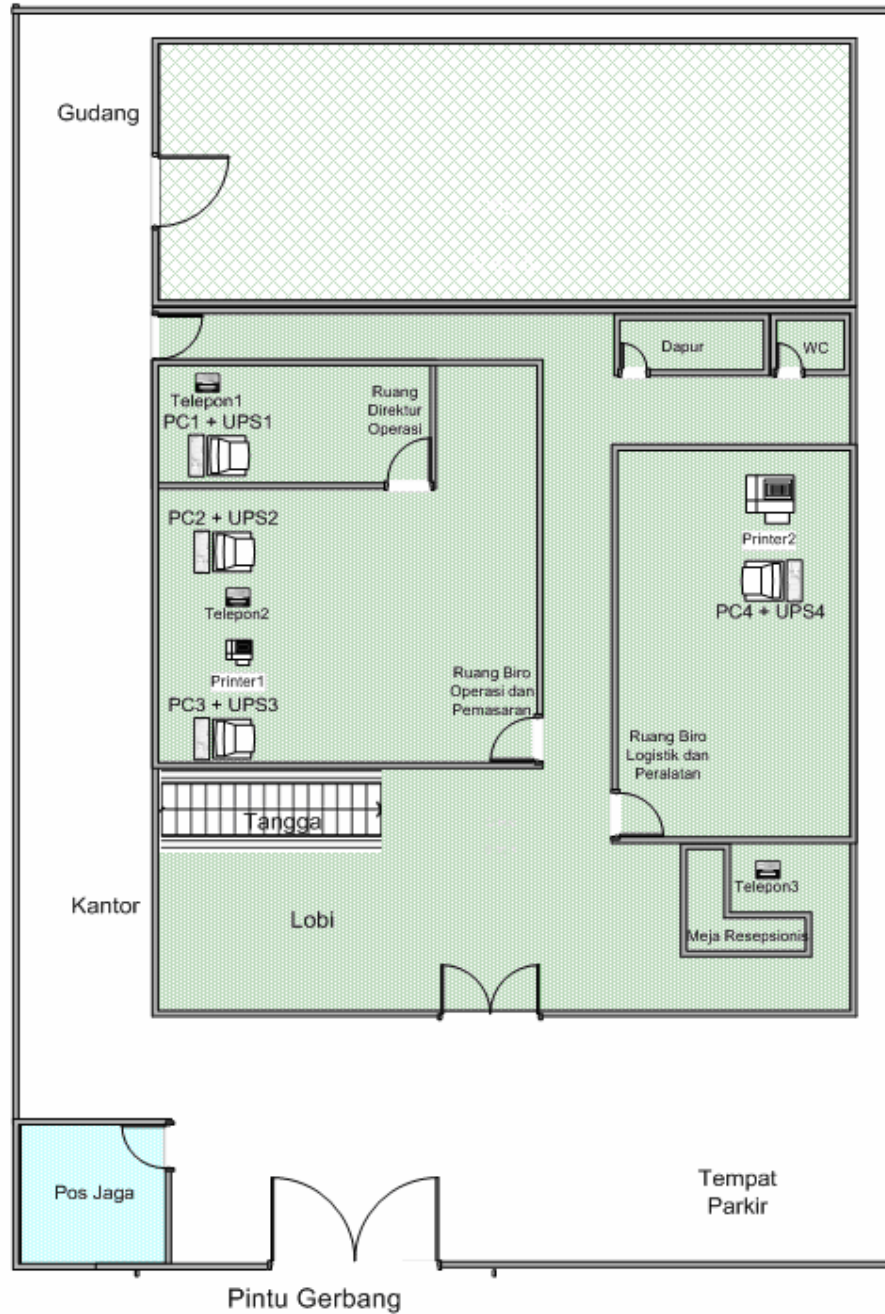 Gudang
Dapur
WC
Telepon1
PC1 + UPS1
Ruang
Direktur
Operasi
PC2 + UPS2
Telepon2
Printer1
PC3 + UPS3
Ruang Biro
Operasi dan
Pemasaran
Printer2
PC4 + UPS4
Ruang Biro
Logistik dan
Peralatan
Tangga
Kantor
Lobi
Telepon3
Meja Resepsionis
Pos Jaga
Tempat
Parkir
Pintu Gerbang